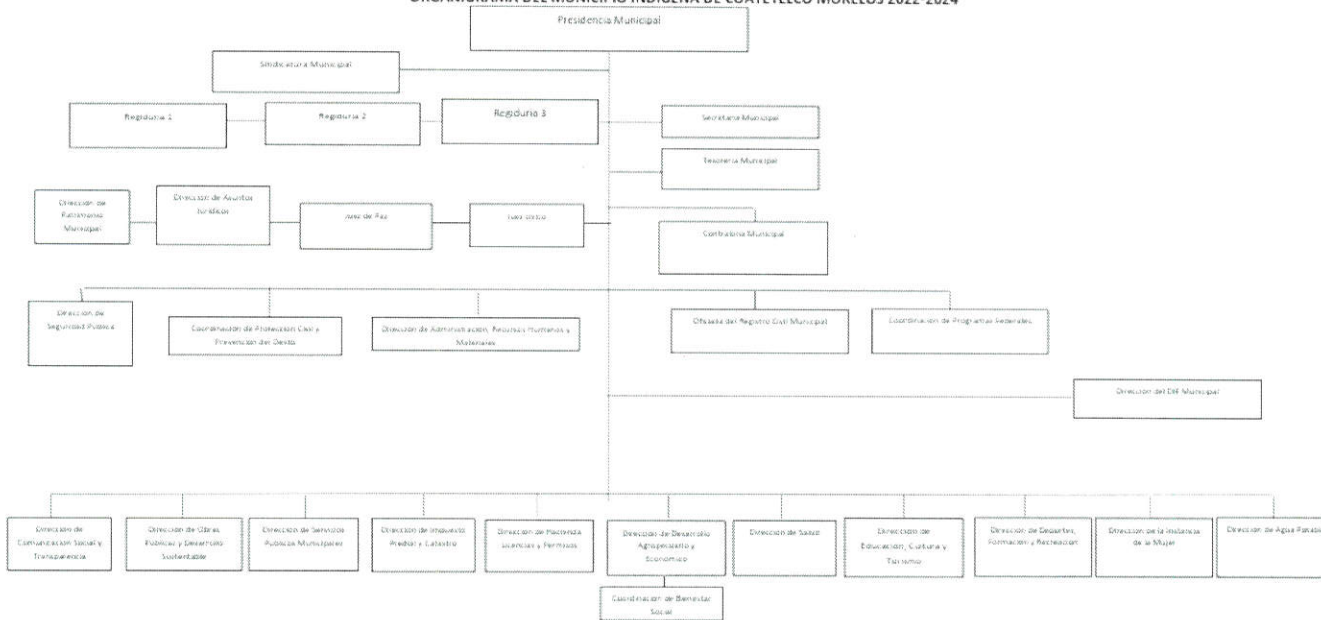 ORGANIGRAMA DEL MUNICIPIO INDIGENA DE COATETELCO MORELOS 2022-2024
Presidencia Municipal
Sindicatura Municipal
Regiduria 1
Regiduria 2
Regiduria 3
Secretaria Municipal
Tesoreria Municipal
Dirección de
Patrimonio
Municipal
Dirección de Asuntos
Juridicos
Juez de Paz
Juez Civico
Contraloria Municipal
Dirección de
Seguridad Publica
Coordinación de Protección Civil y
Prevencion del Delito
Dirección de Administración, Recursos Humanos y
Materiales
Oficialia del Registro Civil Municipal
Coordinación de Programas Federales
Direccion del DIF Municipal
Dirección de
Comunicación Social y
Transparencia
Dirección de Obras
Publicas y Desarrollo
Sustentable
Dirección de Servicios
Publicos Municipales
Dirección de Impuesto
Predial y Catastro
Dirección de Hacienda
Licencias y Permisos
Dirección de Desarrollo
Agropecuario y
Economico
Dirección de Salud
Dirección de
Educación, Cultura y
Turismo
Dirección de Deportes,
Formación y Recreación
Dirección de la Instancia
de la Mujer
Dirección de Agua Potable
Coordinación de Bienestar
Social